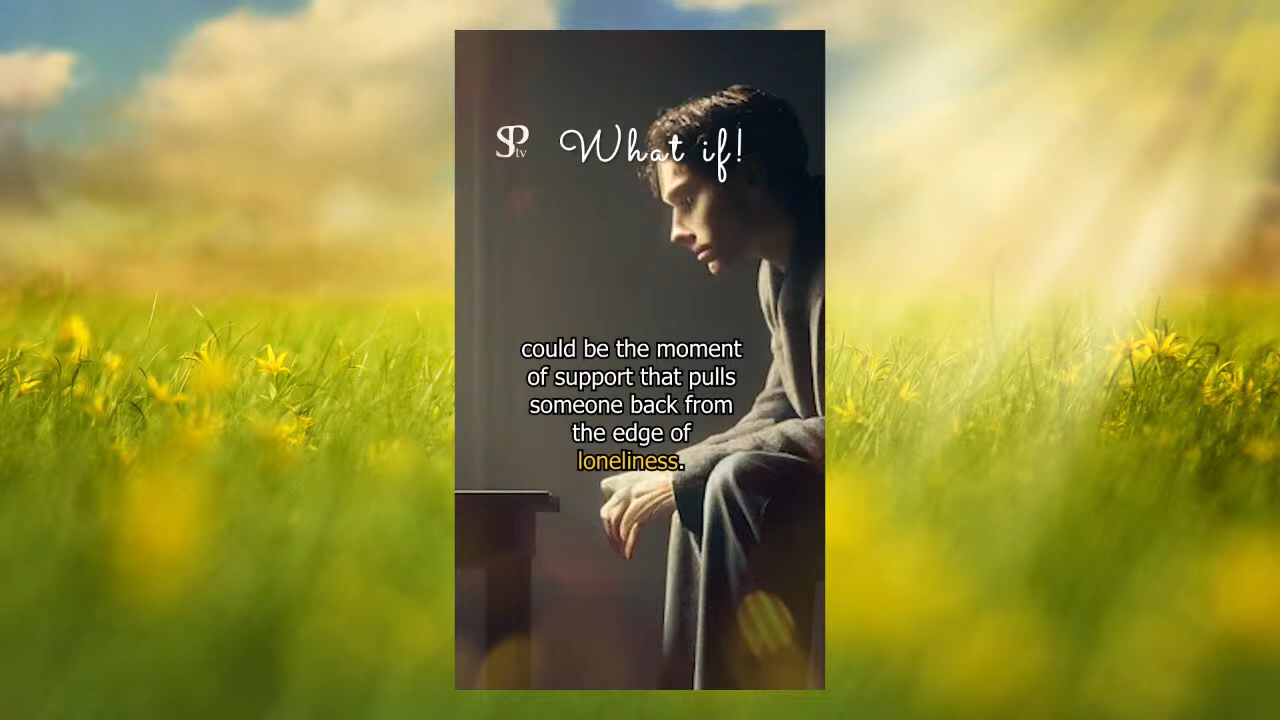 SP tv What if!
could be the moment
of support that pulls
someone back from
the edge of
loneliness.